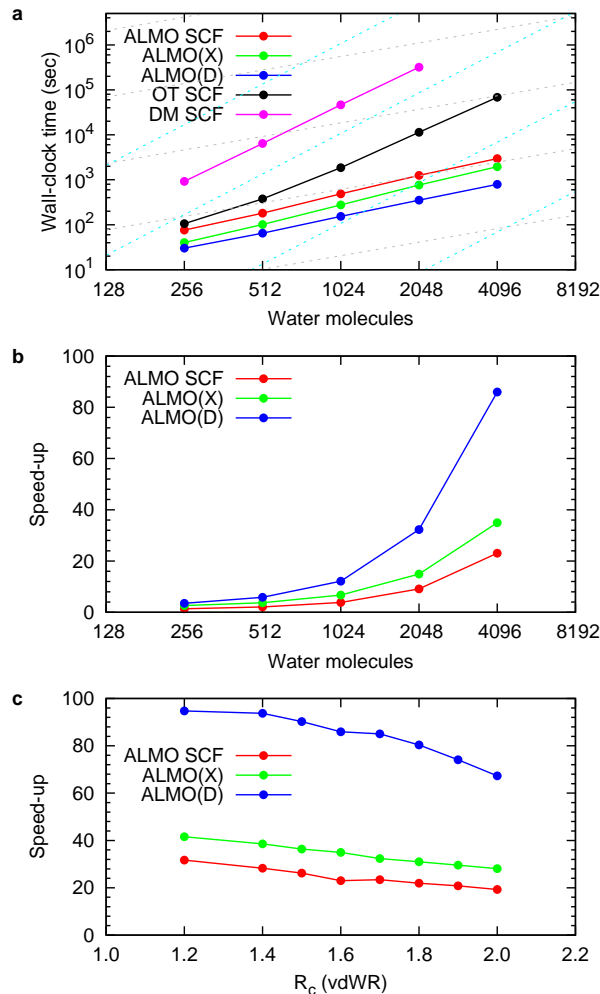 a
ALMO SCF
ALMO(X)
ALMO(D)
OT SCF
DM SCF
Wall-clock time (sec)
10^6
10^5
10^4
10^3
10^2
10^1
128 256 512 1024 2048 4096 8192
Water molecules
b
ALMO SCF
ALMO(X)
ALMO(D)
Speed-up
100
80
60
40
20
0
128 256 512 1024 2048 4096 8192
Water molecules
c
ALMO SCF
ALMO(X)
ALMO(D)
Speed-up
100
80
60
40
20
0
1.0 1.2 1.4 1.6 1.8 2.0 2.2
R_c (vdWR)